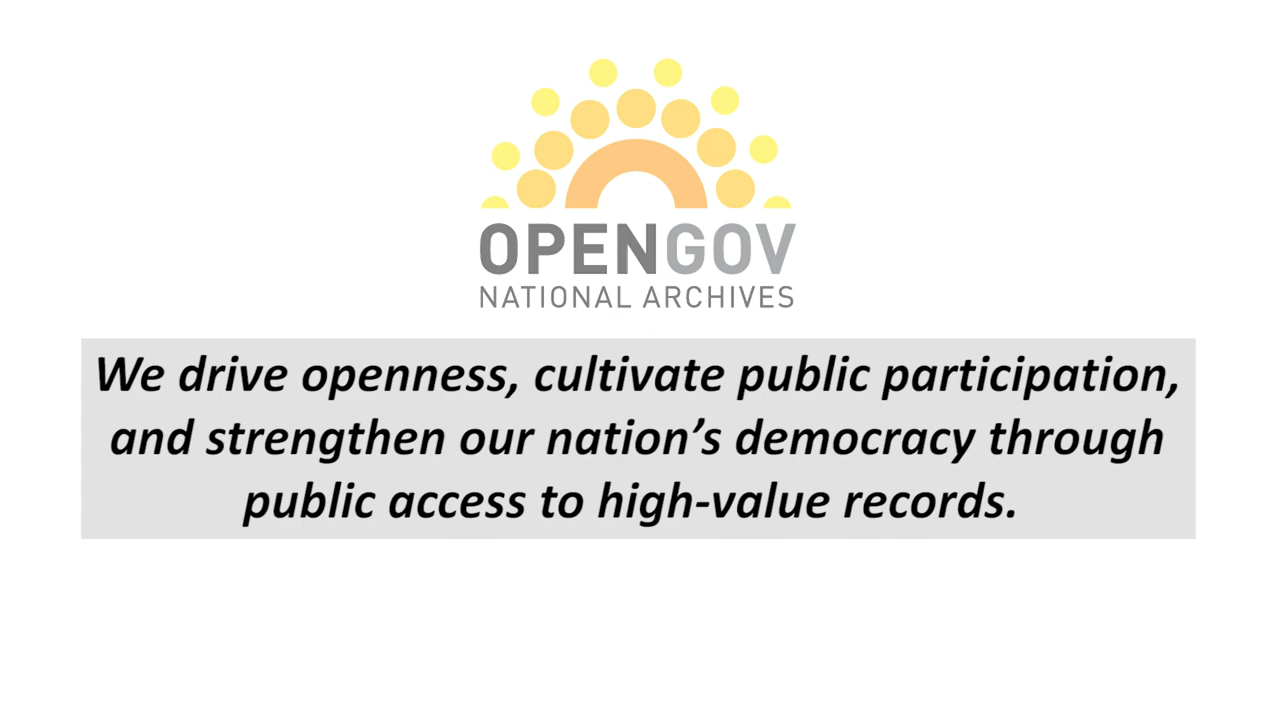 OPENGOV
NATIONAL ARCHIVES
We drive openness, cultivate public participation,
and strengthen our nation’s democracy through
public access to high-value records.